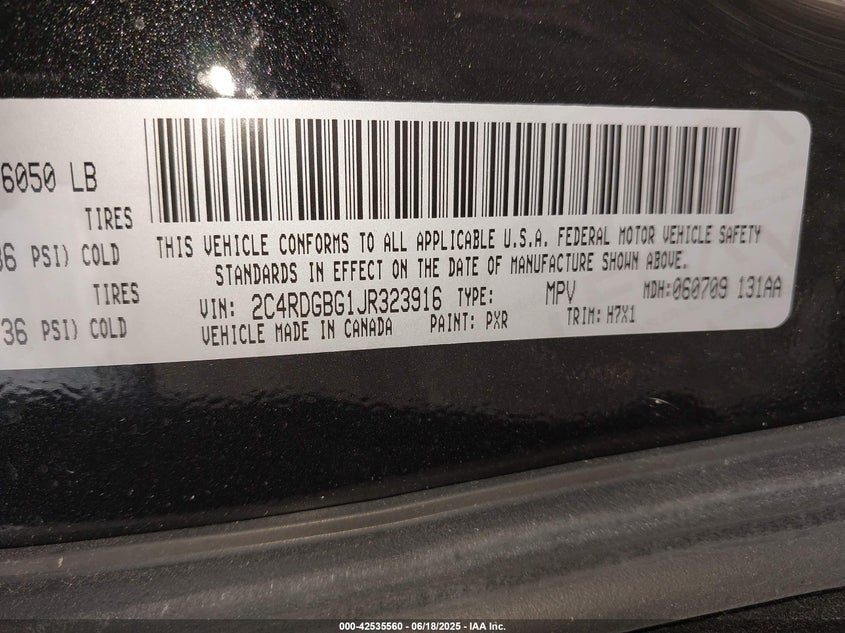 6050 LB
TIRES
36 PSI) COLD
TIRES
36 PSI) COLD
THIS VEHICLE CONFORMS TO ALL APPLICABLE U.S.A. FEDERAL MOTOR VEHICLE SAFETY
STANDARDS IN EFFECT ON THE DATE OF MANUFACTURE SHOWN ABOVE.
VIN: 2C4RDGBG1JR323916 TYPE: MPV MDH:060709 131AA
VEHICLE MADE IN CANADA PAINT: PXR TRIM: H7X1
000-42535560 - 06/18/2025 - IAA Inc.